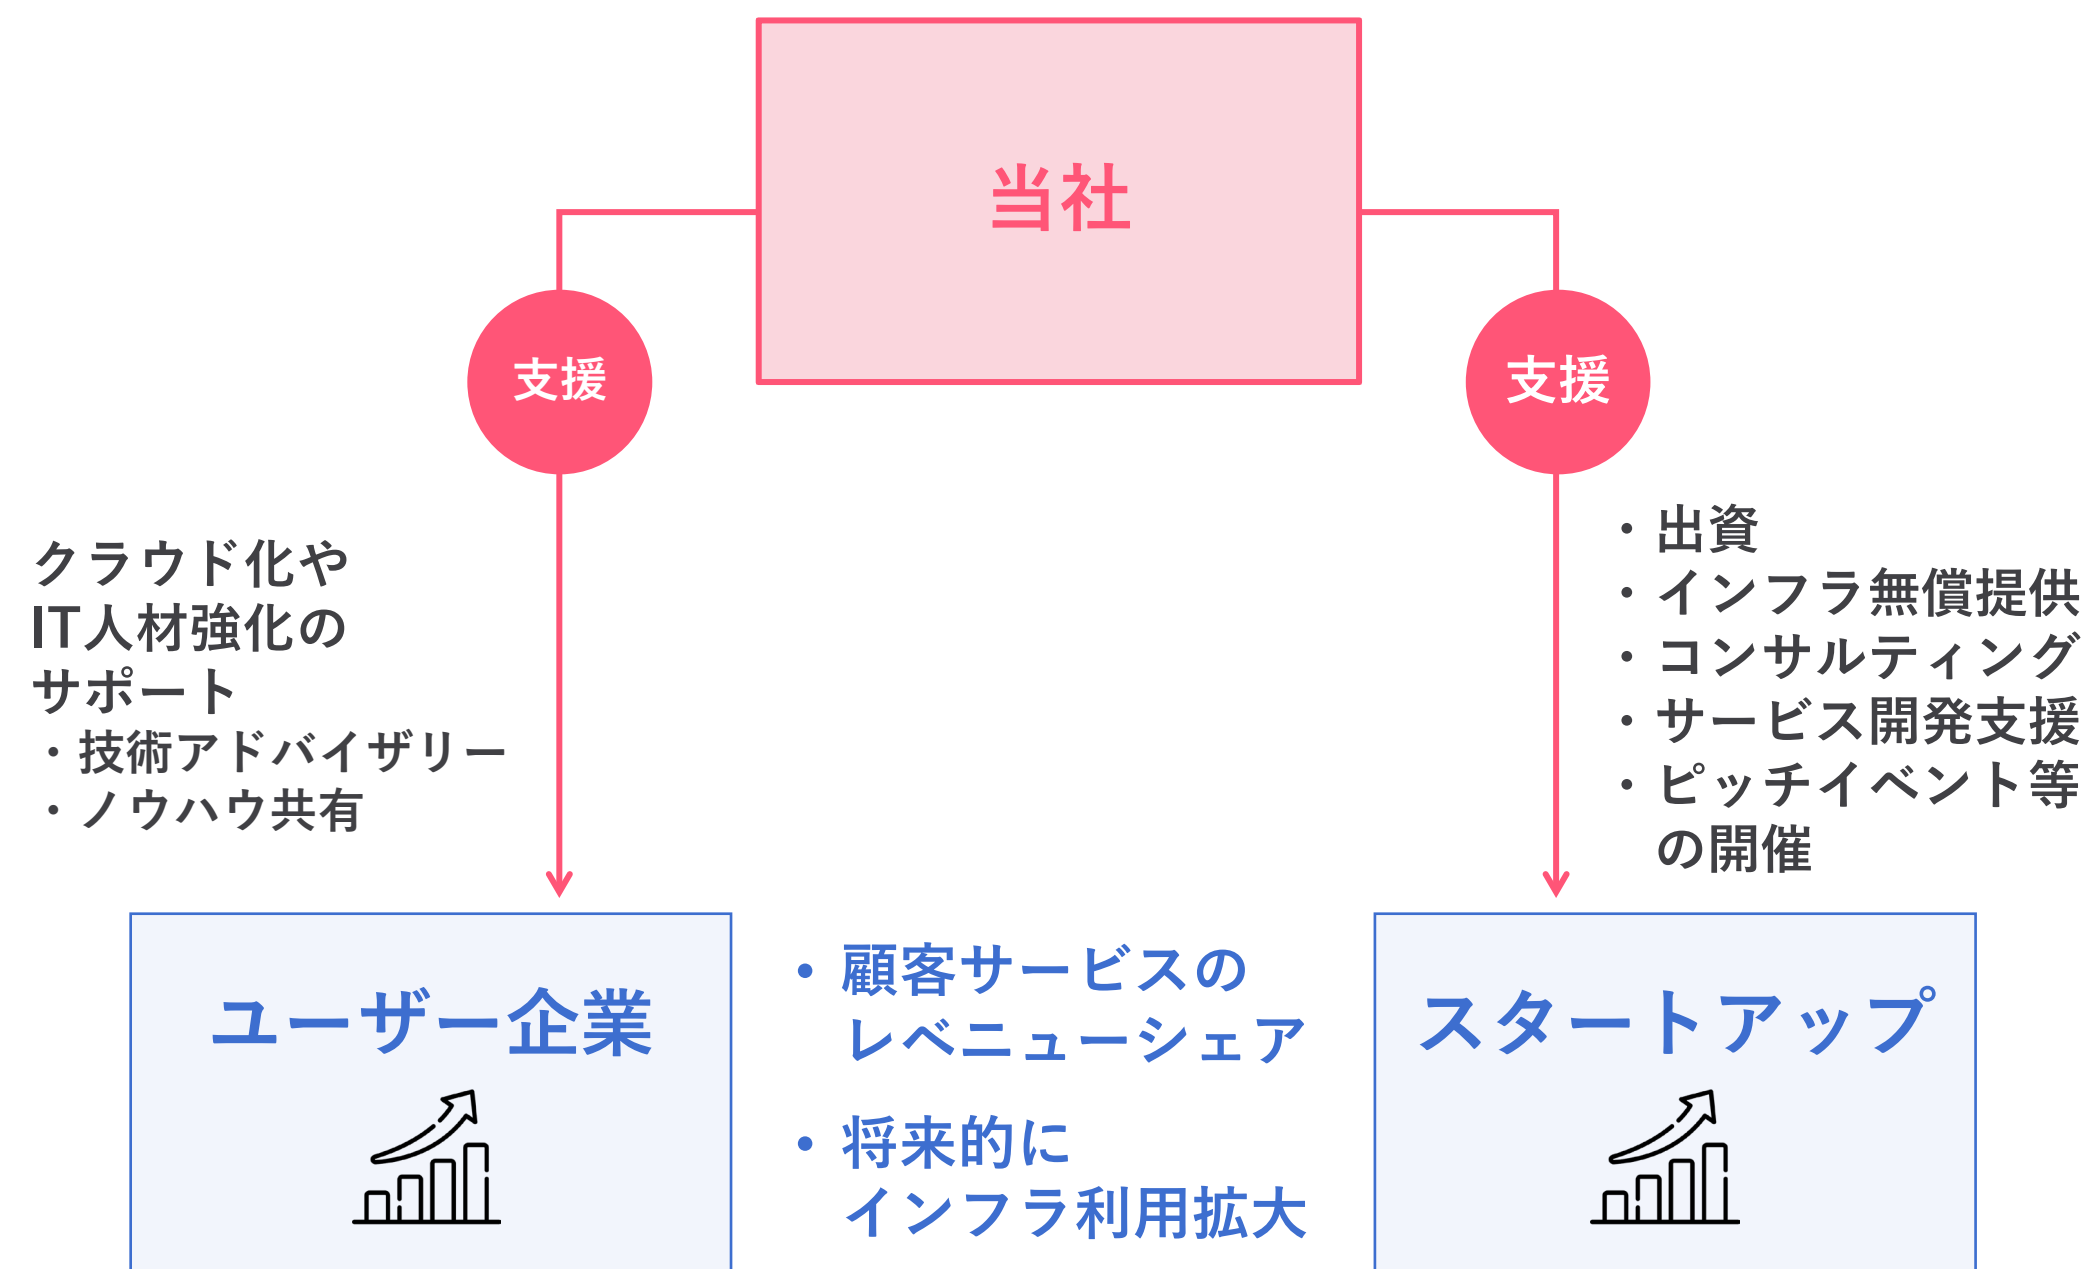 当社
支援
支援
クラウド化や
IT人材強化の
サポート
・技術アドバイザリー
・ノウハウ共有
・出資
・インフラ無償提供
・コンサルティング
・サービス開発支援
・ピッチイベント等
の開催
ユーザー企業
• 顧客サービスの
レベニューシェア
• 将来的に
インフラ利用拡大
スタートアップ